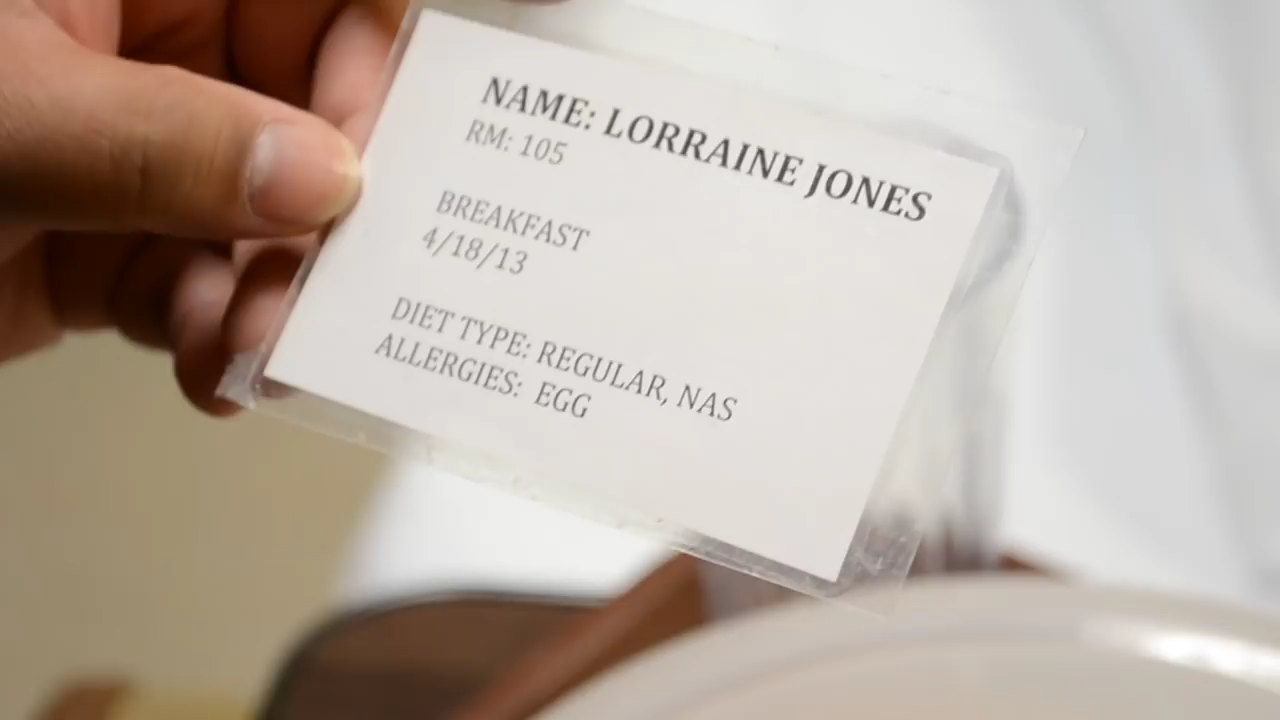 NAME: LORRAINE JONES
RM: 105
BREAKFAST
4/18/13
DIET TYPE: REGULAR, NAS
ALLERGIES: EGG